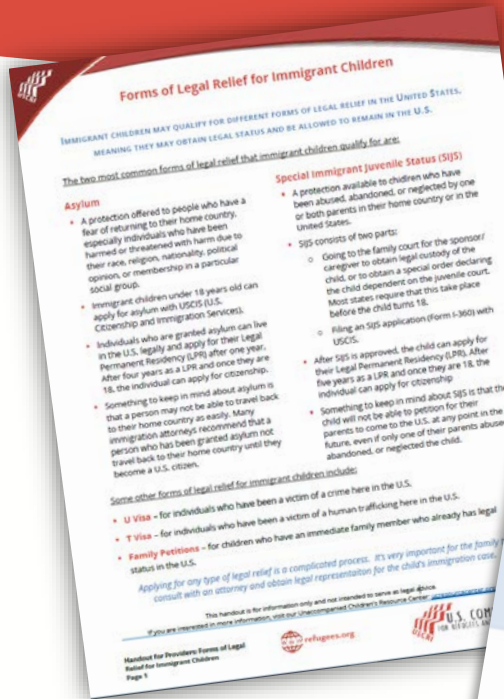 USCRI
Forms of Legal Relief for Immigrant Children
IMMIGRANT CHILDREN MAY QUALIFY FOR DIFFERENT FORMS OF LEGAL RELIEF IN THE UNITED STATES,
MEANING THEY MAY OBTAIN LEGAL STATUS AND BE ALLOWED TO REMAIN IN THE U.S.
The two most common forms of legal relief that immigrant children qualify for are:
Asylum
• A protection offered to people who have a
fear of returning to their home country,
especially individuals who have been
harmed or threatened with harm due to
their race, religion, nationality, political
opinion, or membership in a particular
social group.
• Immigrant children under 18 years old can
apply for asylum with USCIS (U.S.
Citizenship and Immigration Services).
• Individuals who are granted asylum can live
in the U.S. legally and apply for their Legal
Permanent Residency (LPR) after one year.
After four years as a LPR and once they are
18, the individual can apply for citizenship.
• Something to keep in mind about asylum is
that a person may not be able to travel back
to their home country as easily. Many
immigration attorneys recommend that a
person who has been granted asylum not
travel back to their home country until they
become a U.S. citizen.
Special Immigrant Juvenile Status (SIJS)
• A protection available to children who have
been abused, abandoned, or neglected by one
or both parents in their home country or in the
United States.
• SIJS consists of two parts:
o Going to the family court for the sponsor/
caregiver to obtain legal custody of the
child, or to obtain a special order declaring
the child dependent on the juvenile court.
Most states require that this take place
before the child turns 18.
o Filing an SIJS application (Form I-360) with
USCIS.
• After SIJS is approved, the child can apply for
their Legal Permanent Residency (LPR). After
five years as a LPR and once they are 18, the
individual can apply for citizenship
• Something to keep in mind about SIJS is that the
child will not be able to petition for their
parents to come to the U.S. at any point in the
future, even if only one of their parents abused,
abandoned, or neglected the child.
Some other forms of legal relief for immigrant children include:
• U Visa – for individuals who have been a victim of a crime here in the U.S.
• T Visa – for individuals who have been a victim of a human trafficking here in the U.S.
• Family Petitions – for children who have an immediate family member who already has legal
status in the U.S.
Applying for any type of legal relief is a complicated process. It's very important for the family
consult with an attorney and obtain legal representation for the child's immigration case.
This handout is for information only and not intended to serve as legal advice.
If you are interested in more information, visit our Unaccompanied Children's Resource Center:
Handout for Providers: Forms of Legal
Relief for Immigrant Children
Page 1
refugees.org
USCRI
U.S. COM
FOR REFUGEES